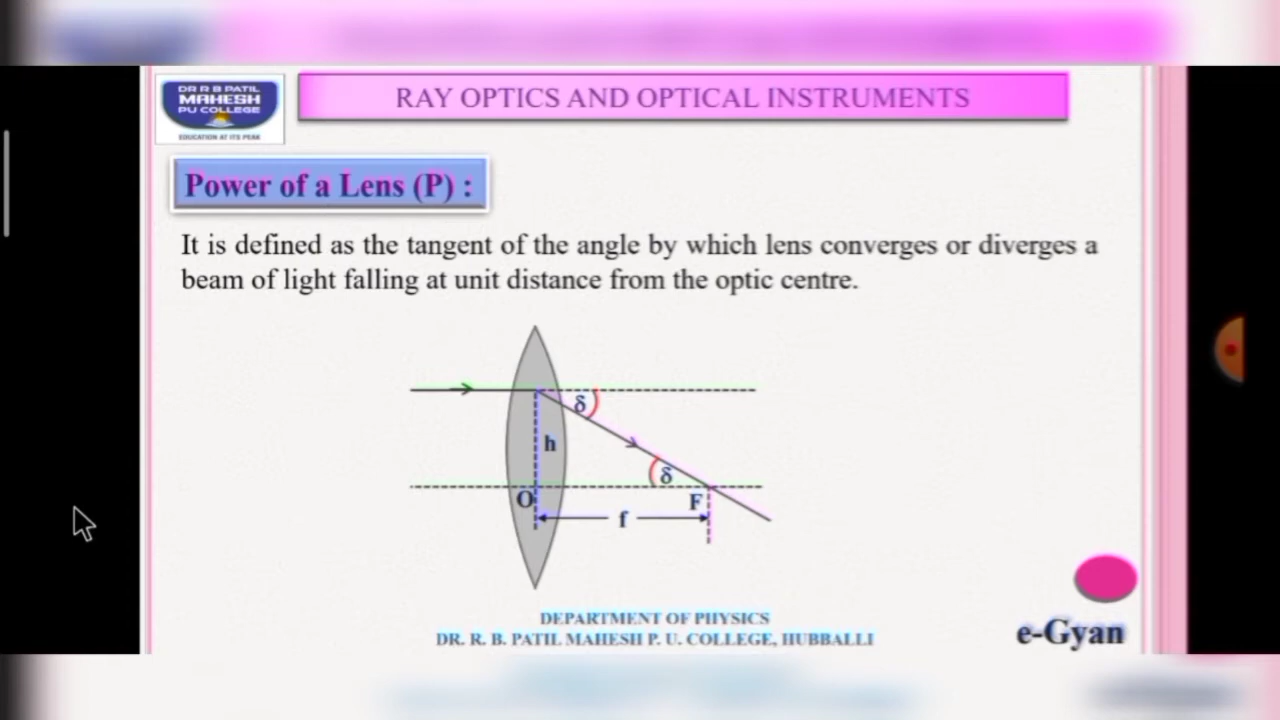 DR R B PATIL
MAHESH
PU COLLEGE
EDUCATION AT ITS PEAK
RAY OPTICS AND OPTICAL INSTRUMENTS
Power of a Lens (P) :
It is defined as the tangent of the angle by which lens converges or diverges a
beam of light falling at unit distance from the optic centre.
δ
h
δ
O
F
f
DEPARTMENT OF PHYSICS
DR. R. B. PATIL MAHESH P. U. COLLEGE, HUBBALLI
e-Gyan